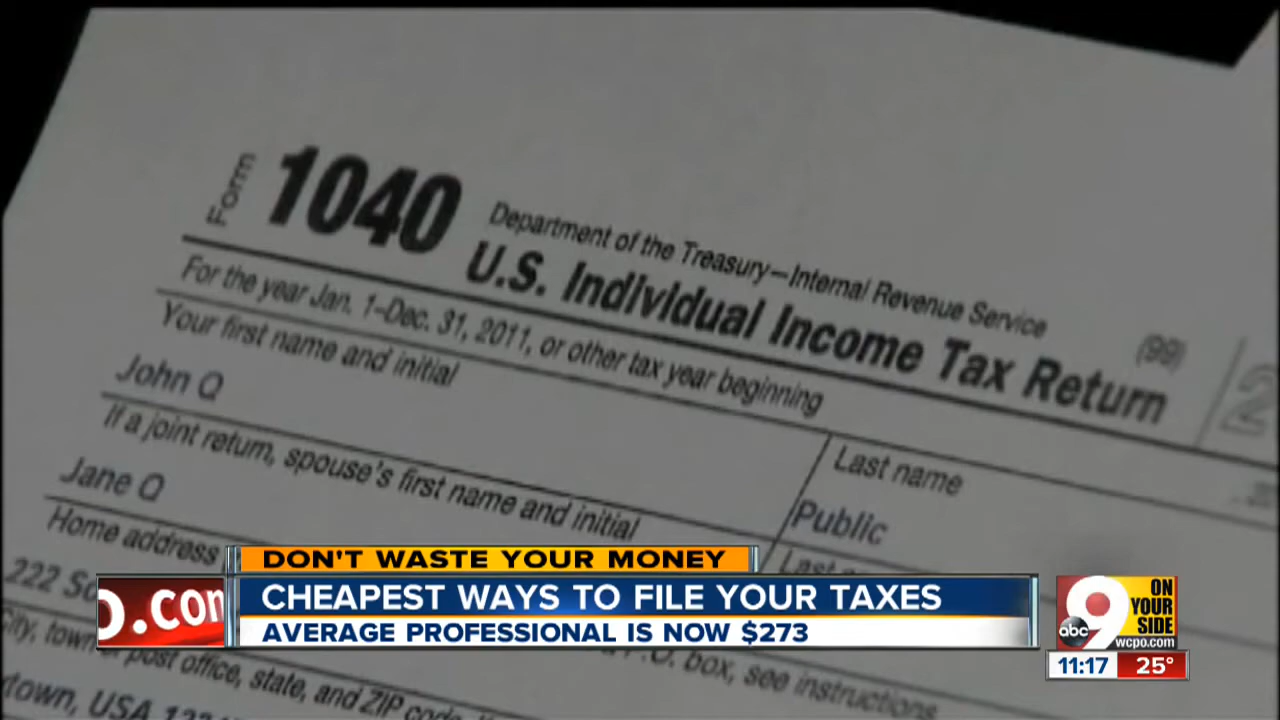 Form 1040
Department of the Treasury—Internal Revenue Service
U.S. Individual Income Tax Return
(99)
For the year Jan. 1–Dec. 31, 2011, or other tax year beginning
Your first name and initial
Last name
John Q
Public
If a joint return, spouse's first name and initial
Last
Jane Q
Home address
222
City, town or post office, state, and ZIP code.
P.O. box, see instructions
town, USA
DON'T WASTE YOUR MONEY
CHEAPEST WAYS TO FILE YOUR TAXES
AVERAGE PROFESSIONAL IS NOW $273
.com
abc 9 ON YOUR SIDE
wcpo.com
11:17 25°